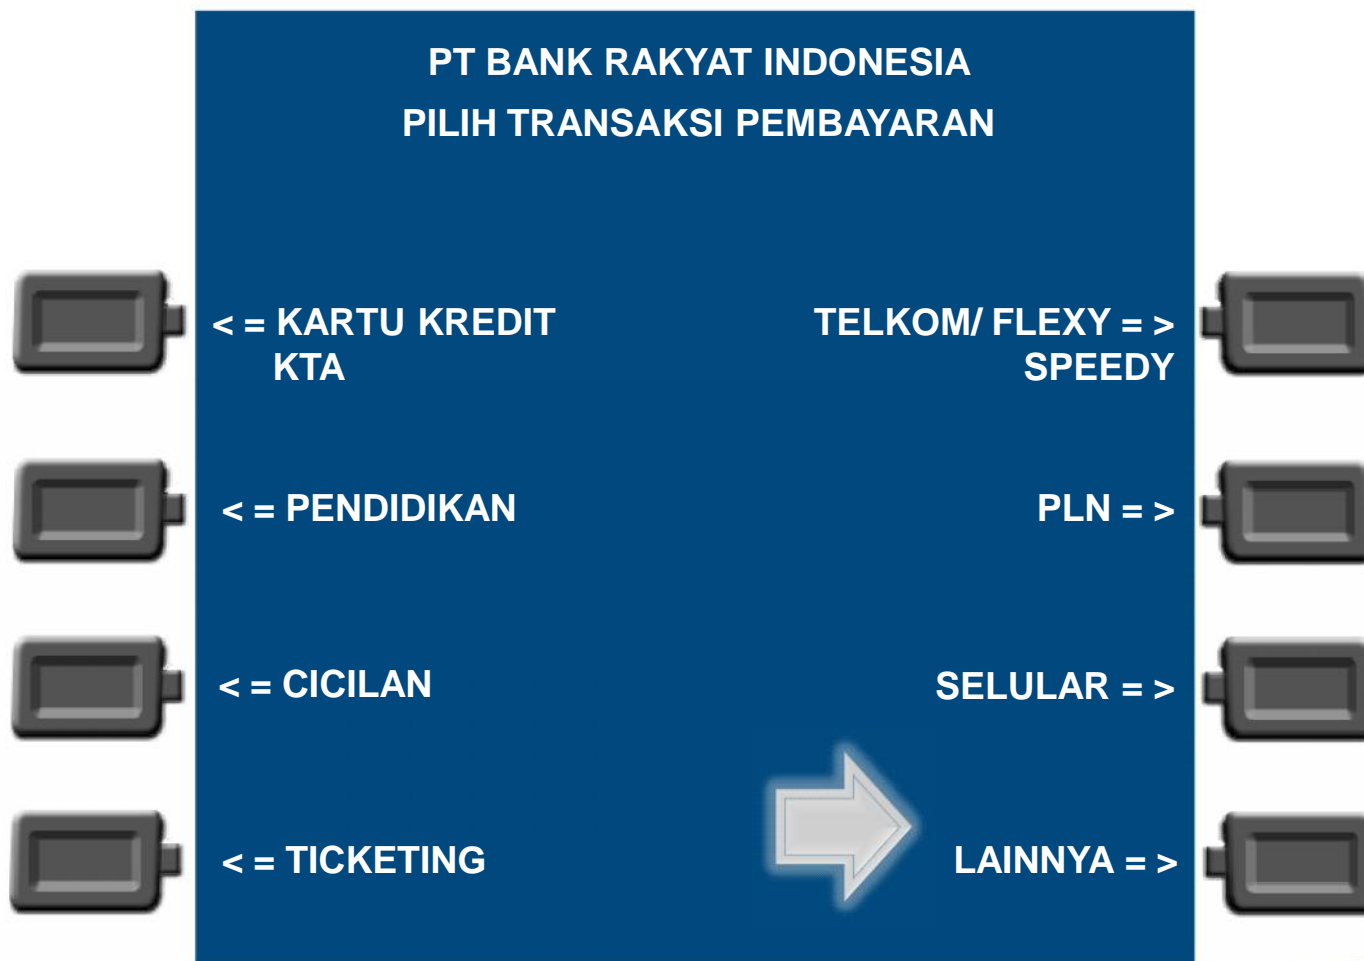 PT BANK RAKYAT INDONESIA
PILIH TRANSAKSI PEMBAYARAN
< = KARTU KREDIT
KTA
TELKOM/ FLEXY = >
SPEEDY
< = PENDIDIKAN
PLN = >
< = CICILAN
SELULAR = >
< = TICKETING
LAINNYA = >